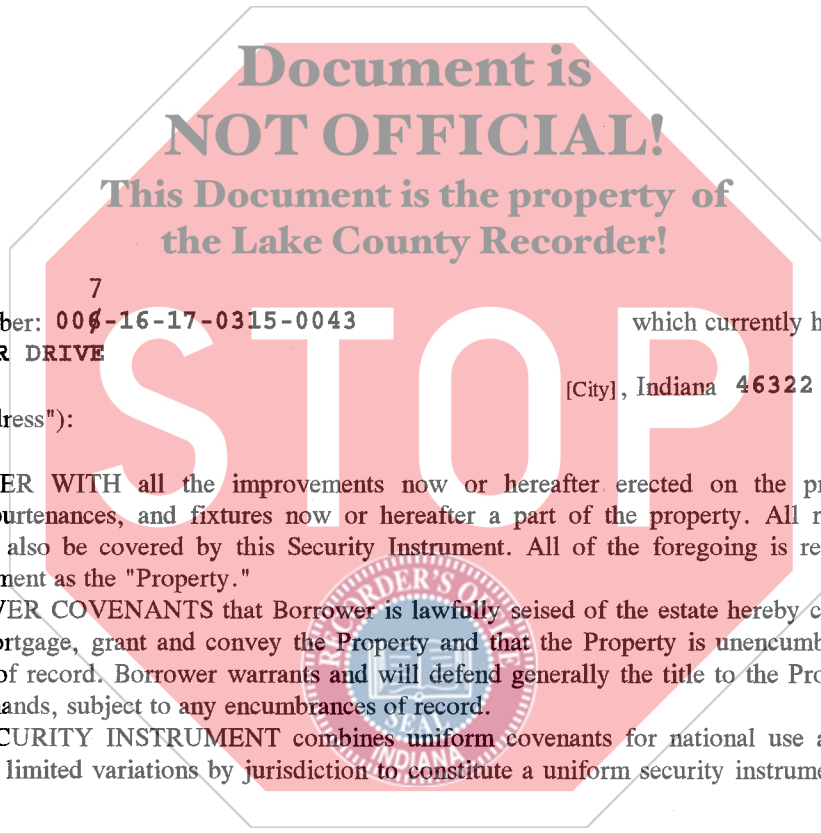 Document is
NOT OFFICIAL!
This Document is the property of
the Lake County Recorder!
7
ber: 006-16-17-0315-0043 which currently h
R DRIVE
[City], Indiana 46322
dress"):
STOP
ER WITH all the improvements now or hereafter erected on the pr
purtenances, and fixtures now or hereafter a part of the property. All r
also be covered by this Security Instrument. All of the foregoing is re
ment as the "Property."
VER COVENANTS that Borrower is lawfully seised of the estate hereby c
ortgage, grant and convey the Property and that the Property is unencumb
of record. Borrower warrants and will defend generally the title to the Pro
ands, subject to any encumbrances of record.
CURITY INSTRUMENT combines uniform covenants for national use a
limited variations by jurisdiction to constitute a uniform security instrume
RECORDER'S OFFICE
SEAL
INDIANA